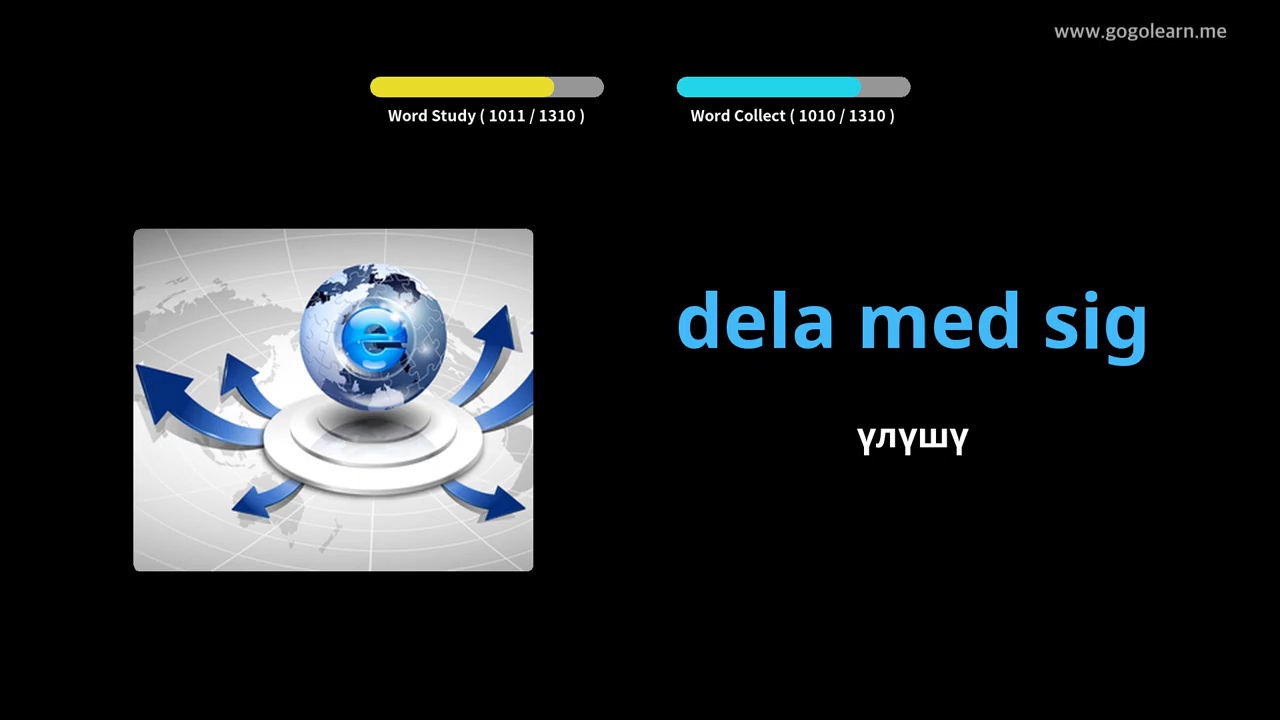 www.gogolearn.me
Word Study ( 1011 / 1310 )
Word Collect ( 1010 / 1310 )
e
dela med sig
үлүшү